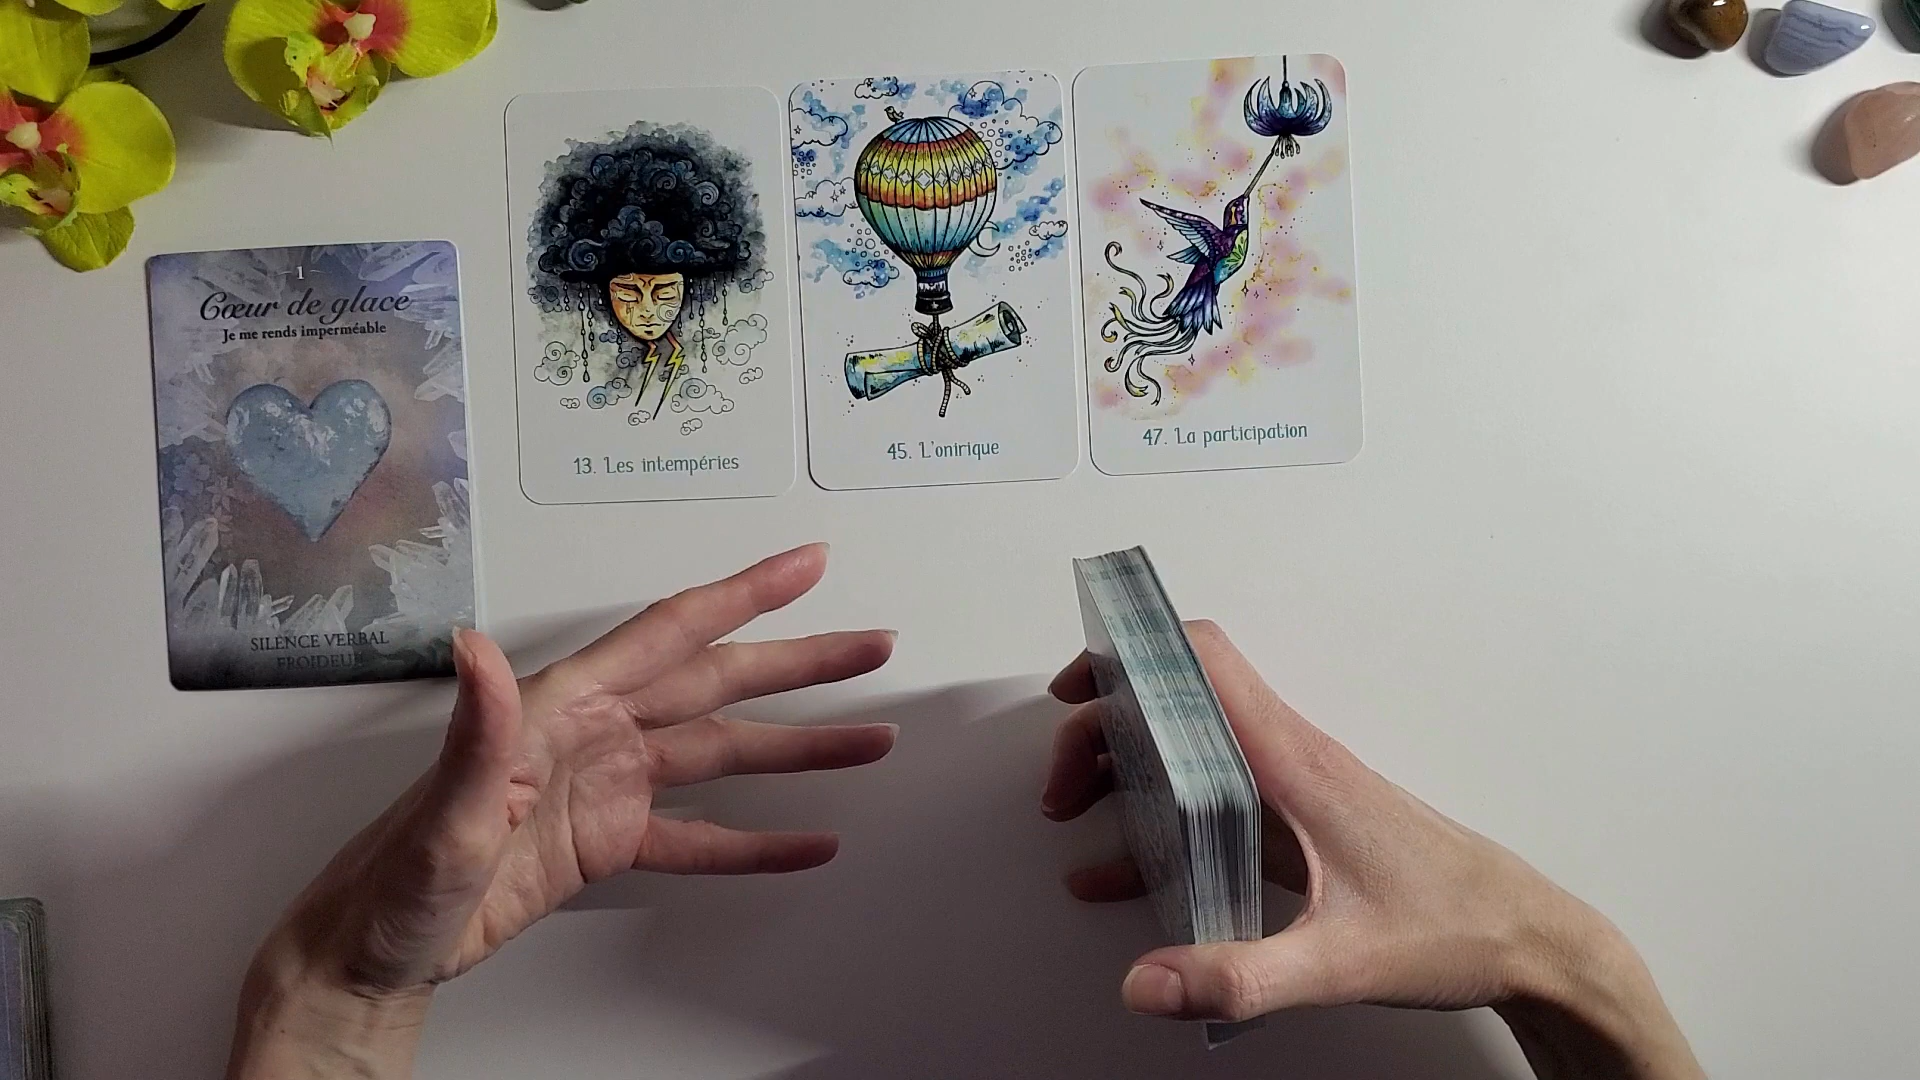 1
Cœur de glace
Je me rends imperméable
SILENCE VERBAL
FROIDEUR
13. Les intempéries
45. L'onirique
47. La participation